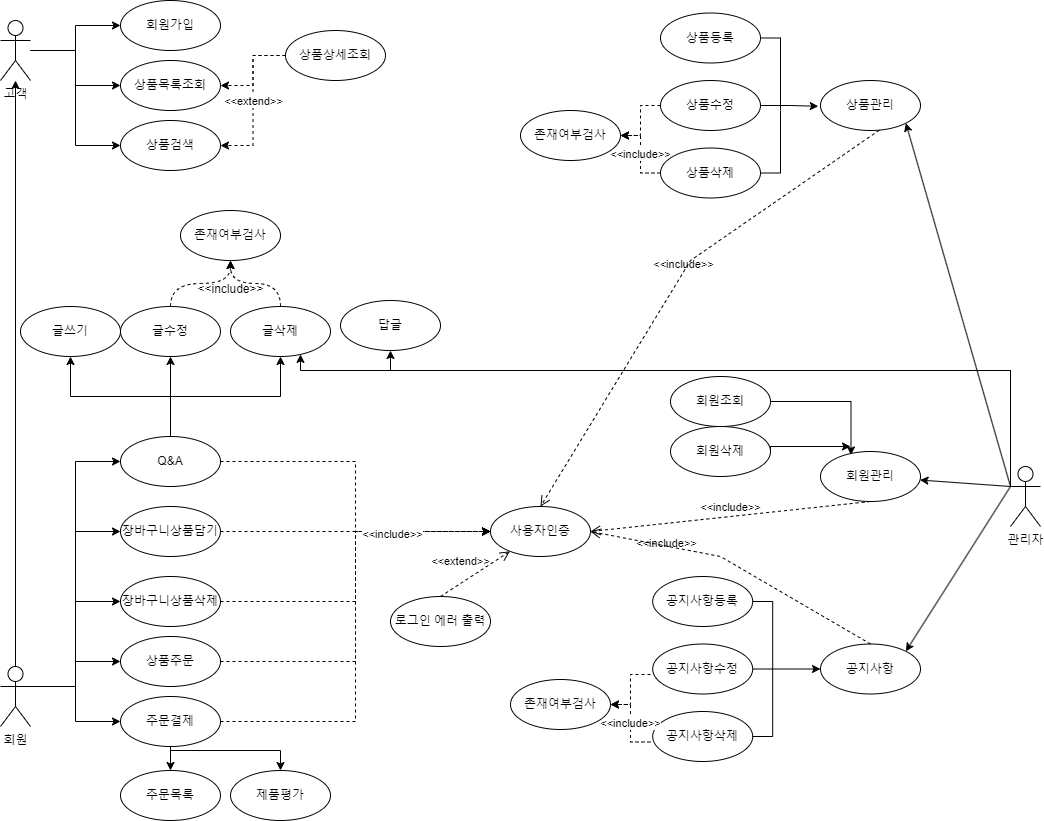 회원가입
상품등록
상품상세조회
고객
상품목록조회
<<extend>>
상품수정
상품관리
존재여부검사
<<include>>
상품검색
상품삭제
존재여부검사
<<include>>
<<include>>
글쓰기
글수정
글삭제
답글
회원조회
회원삭제
Q&A
회원관리
<<include>>
장바구니상품담기
<<include>>
사용자인증
관리자
<<include>>
<<extend>>
장바구니상품삭제
로그인 에러 출력
공지사항등록
상품주문
공지사항수정
공지사항
존재여부검사
<<include>>
회원
주문결제
공지사항삭제
주문목록
제품평가